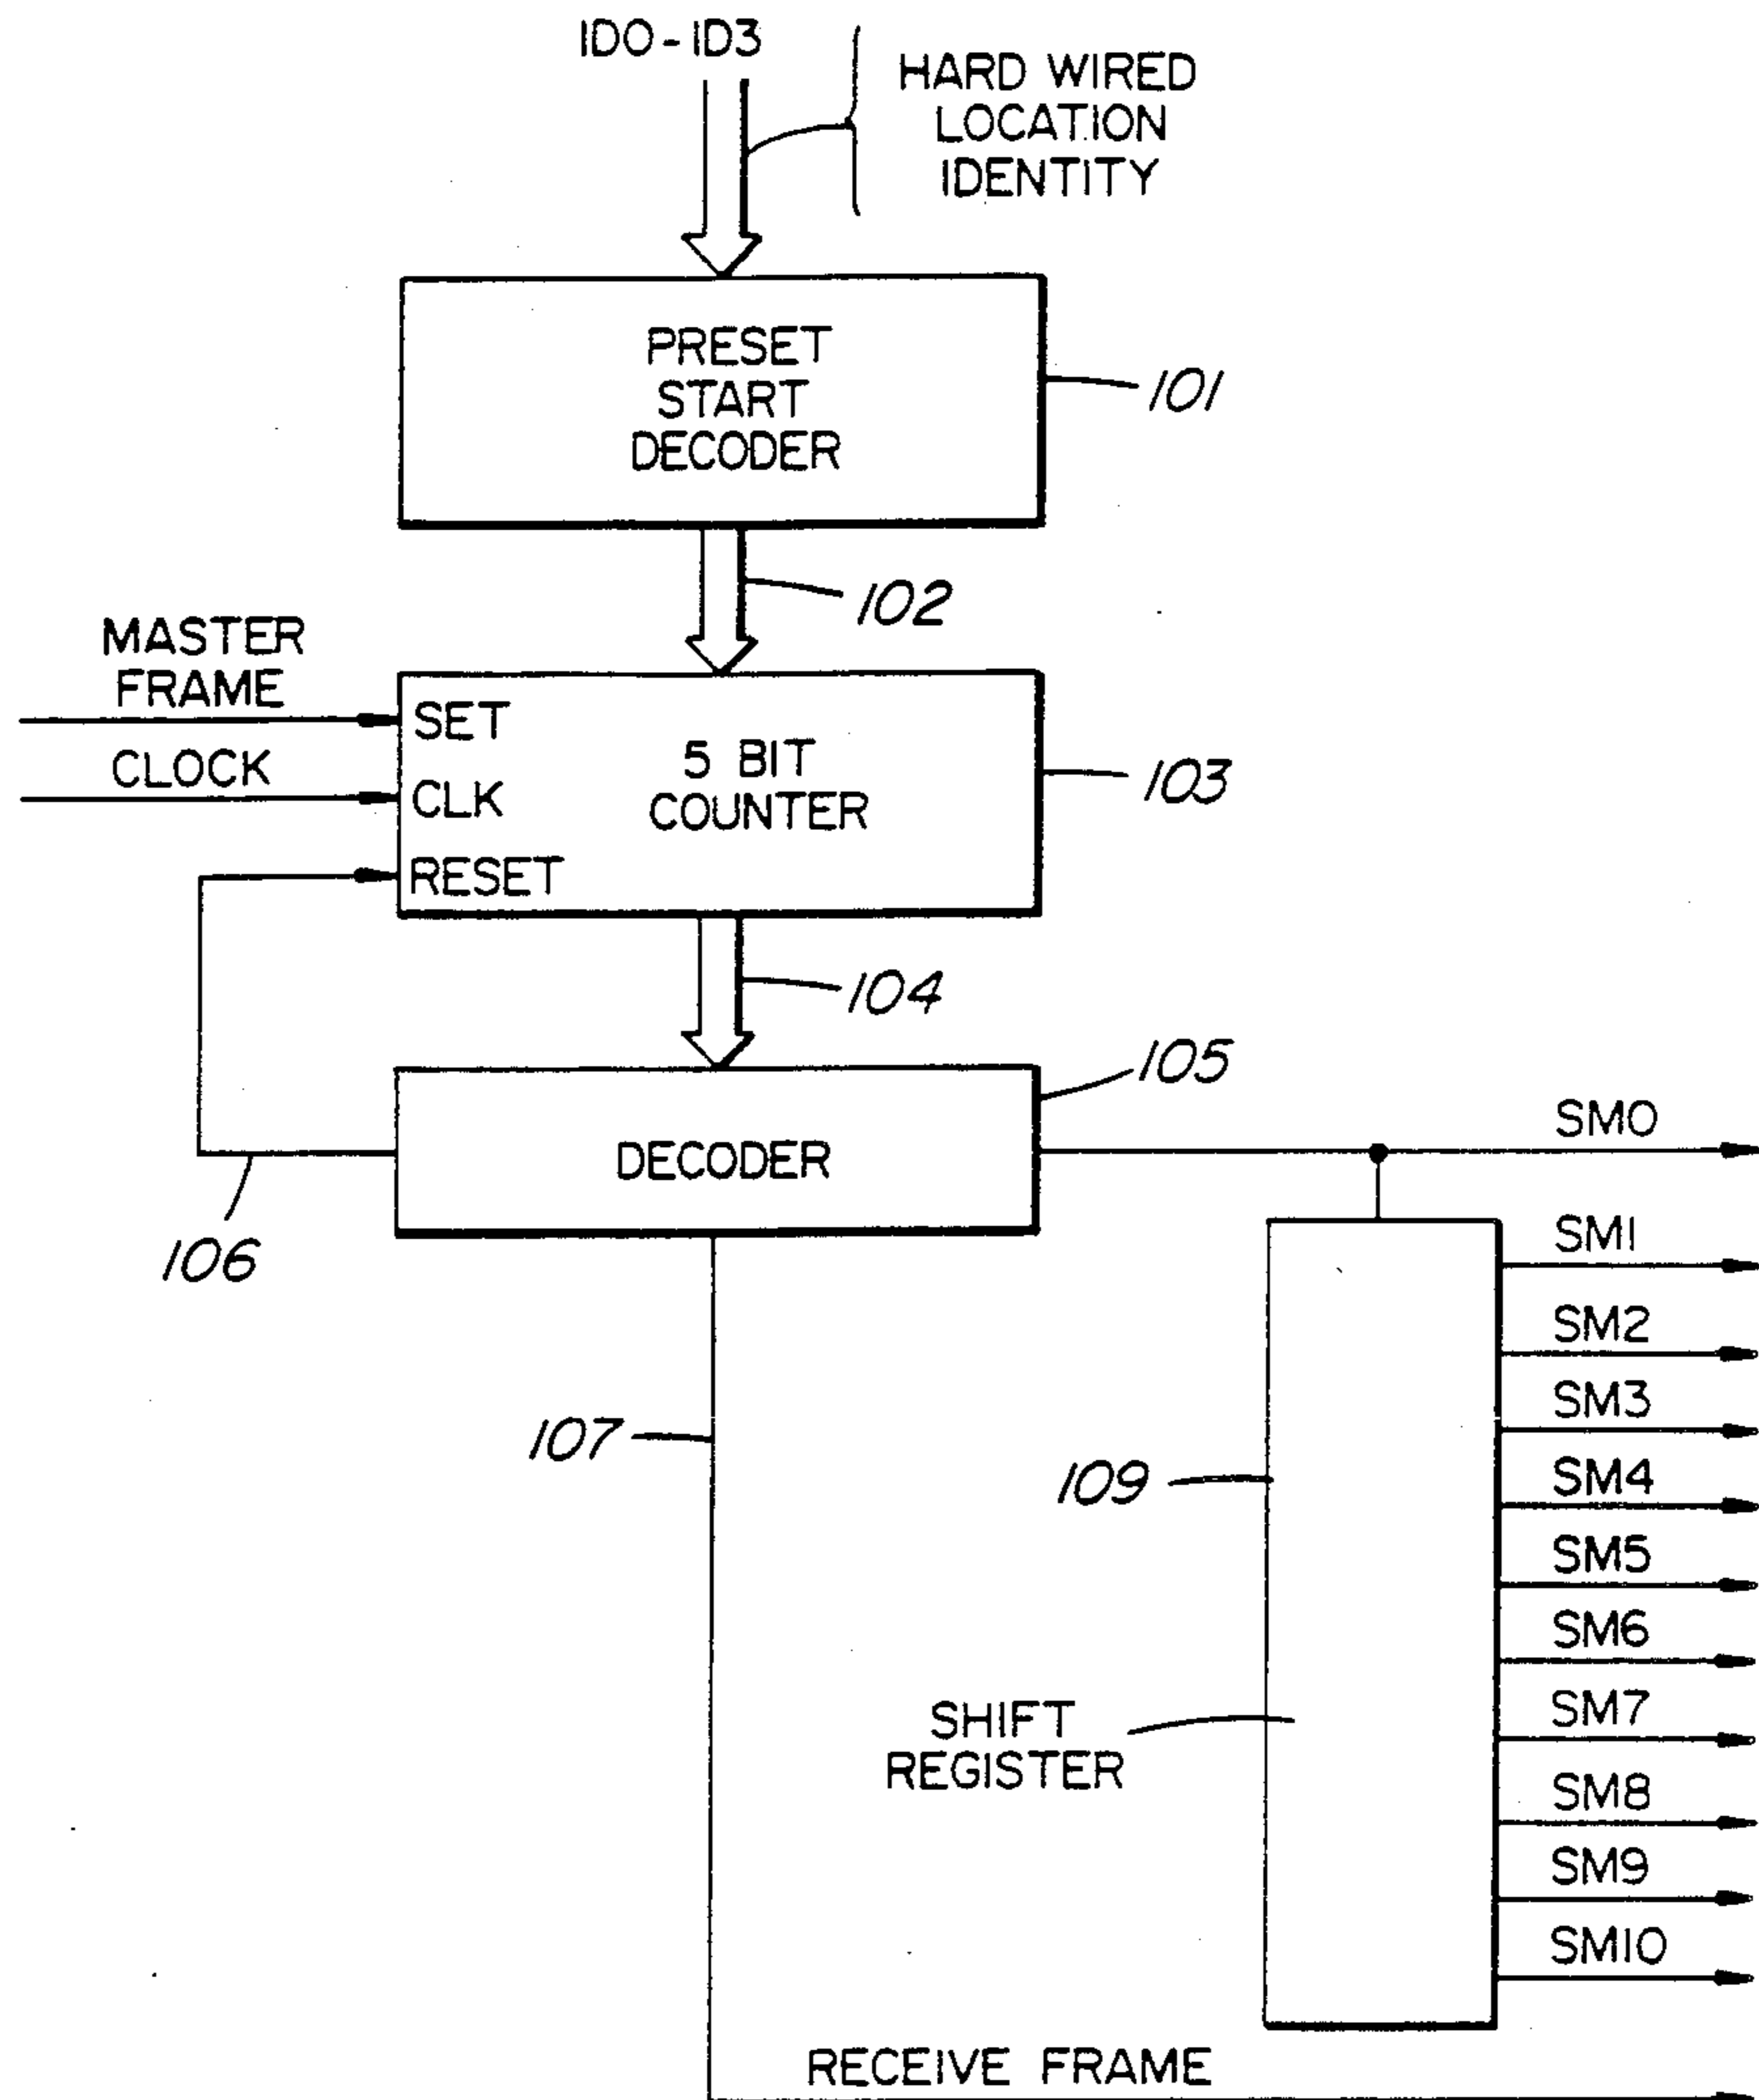 ID0-ID3
HARD WIRED
LOCATION
IDENTITY
PRESET
START
DECODER
101
102
MASTER
FRAME
SET
CLOCK
CLK
5 BIT
COUNTER
103
RESET
104
105
DECODER
106
SM0
SM1
SM2
SM3
107
109
SM4
SM5
SM6
SHIFT
REGISTER
SM7
SM8
SM9
SM10
RECEIVE FRAME